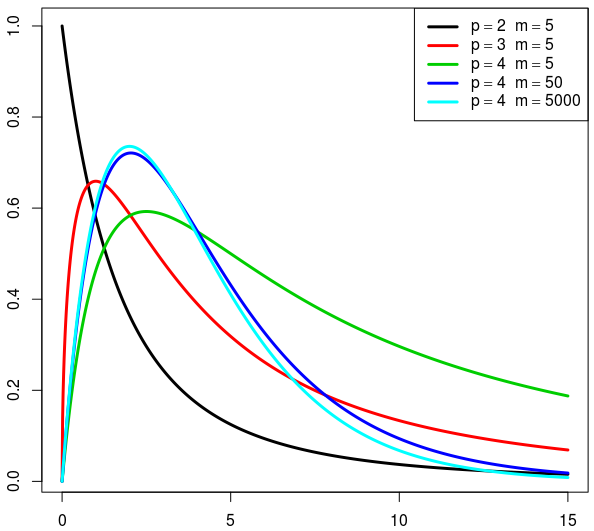 p = 2 m = 5
p = 3 m = 5
p = 4 m = 5
p = 4 m = 50
p = 4 m = 5000
1.0
0.8
0.6
0.4
0.2
0.0
0 5 10 15